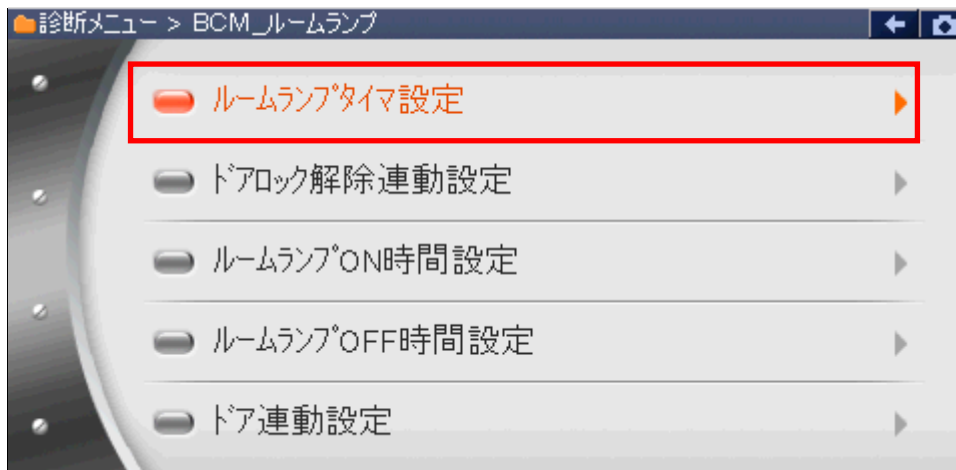 診断メニュー > BCM_ルームランプ
ルームランプタイマ設定
ドアロック解除連動設定
ルームランプON時間設定
ルームランプOFF時間設定
ドア連動設定